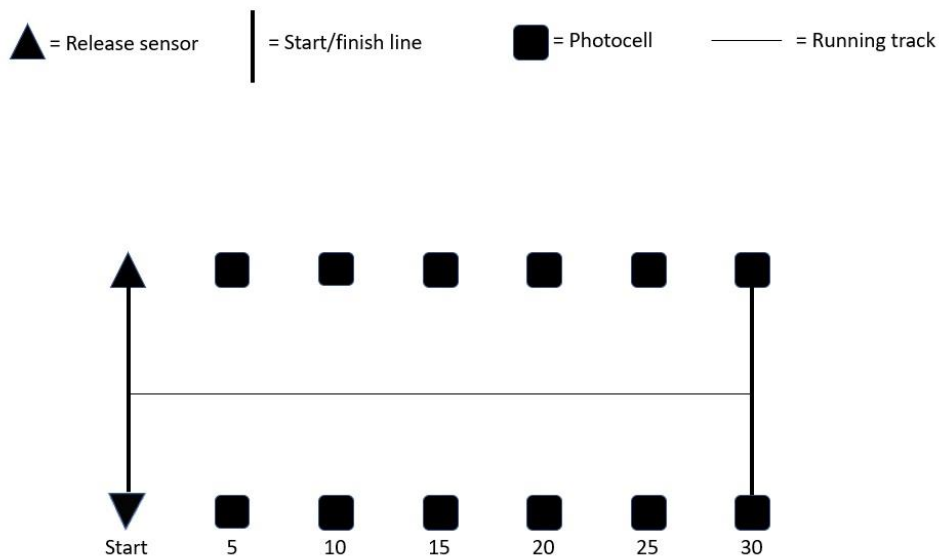 = Release sensor = Start/finish line = Photocell = Running track
Start 5 10 15 20 25 30